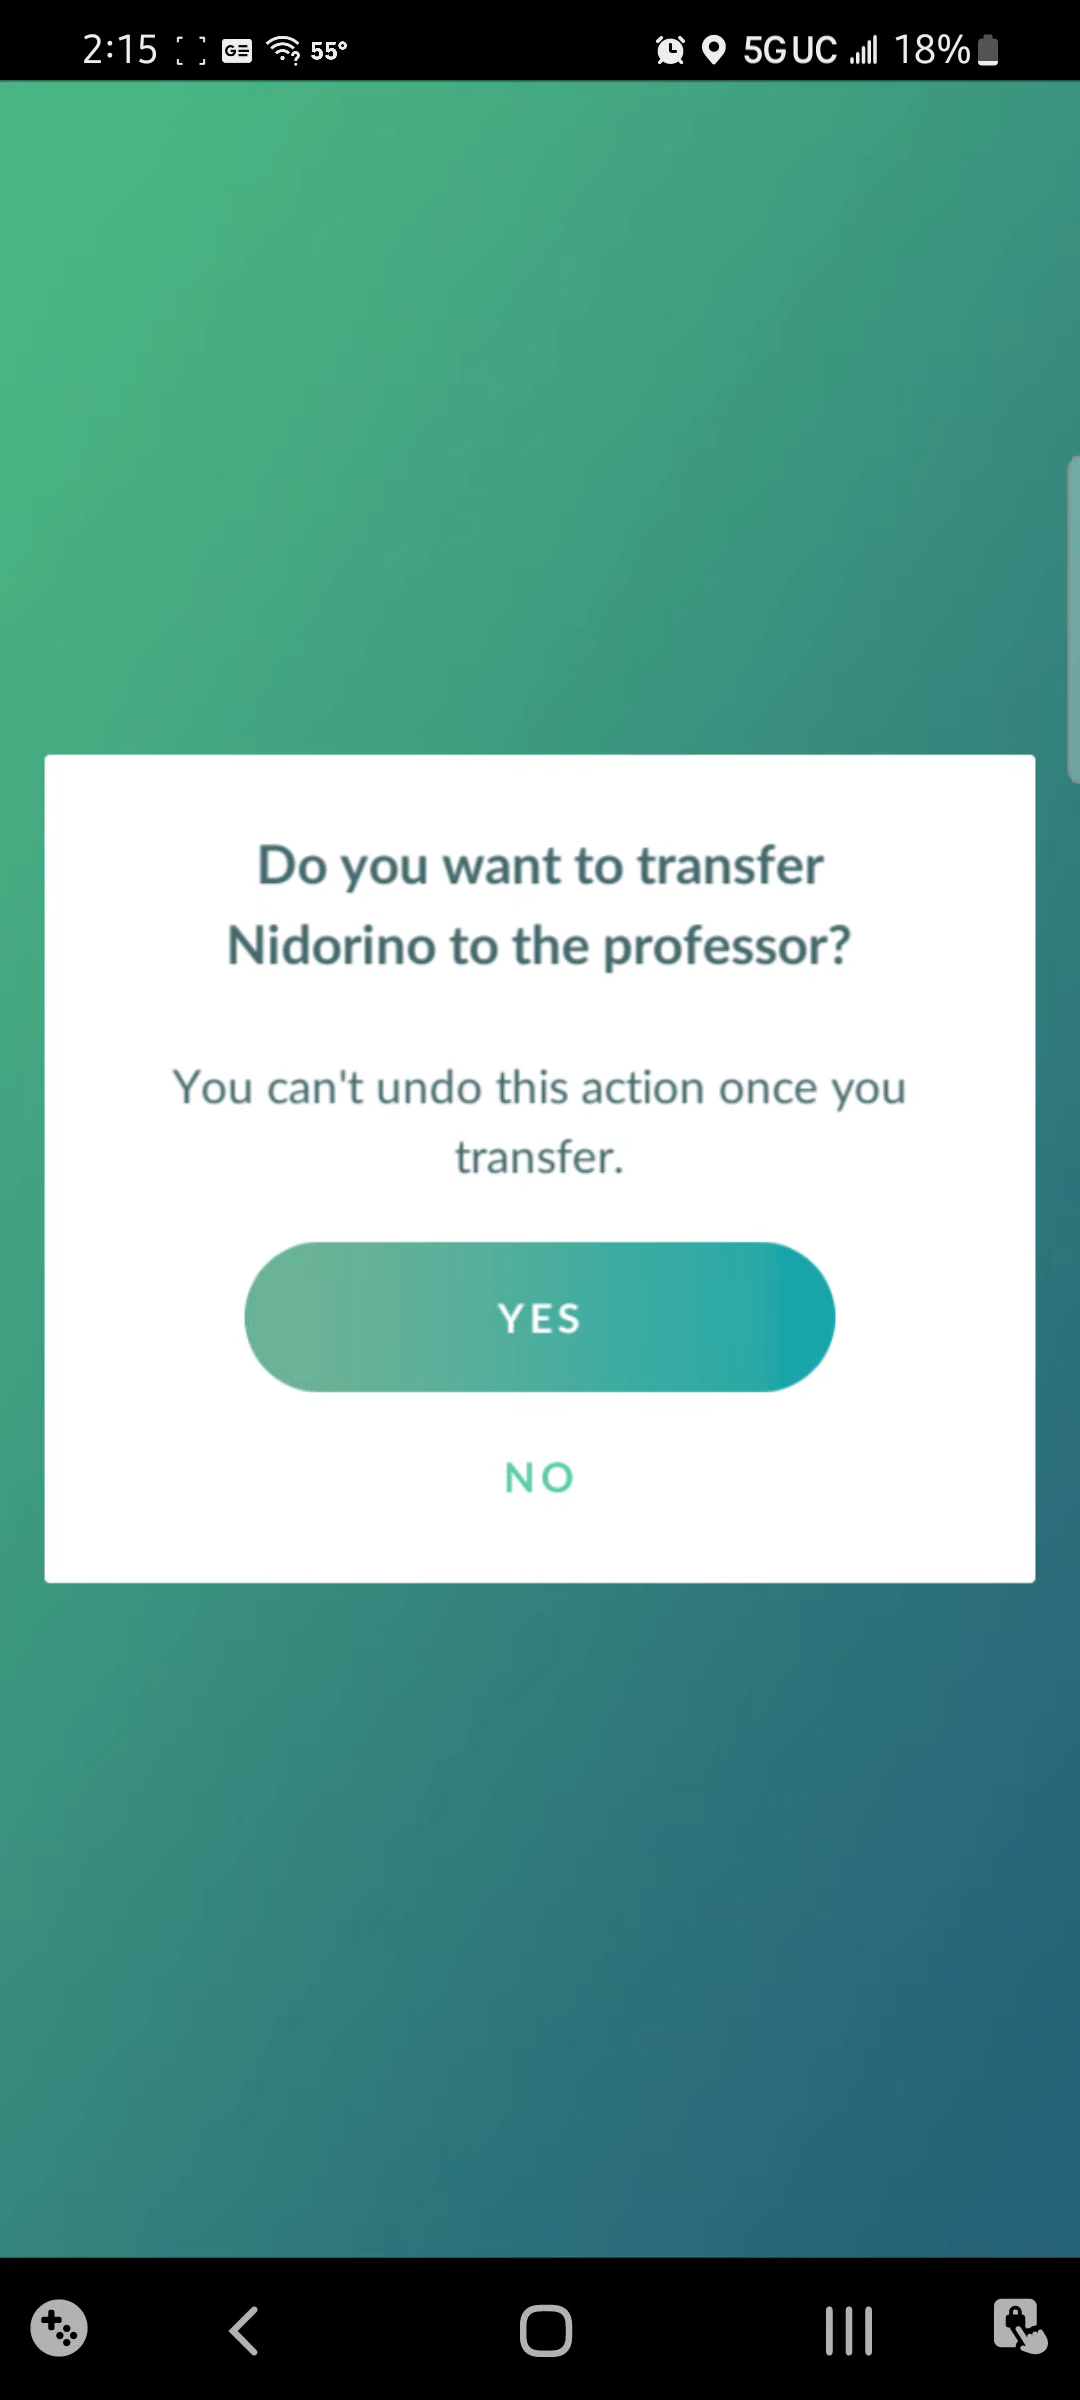 2:15 GE 55° 5G UC 18%
Do you want to transfer
Nidorino to the professor?
You can't undo this action once you
transfer.
YES
NO